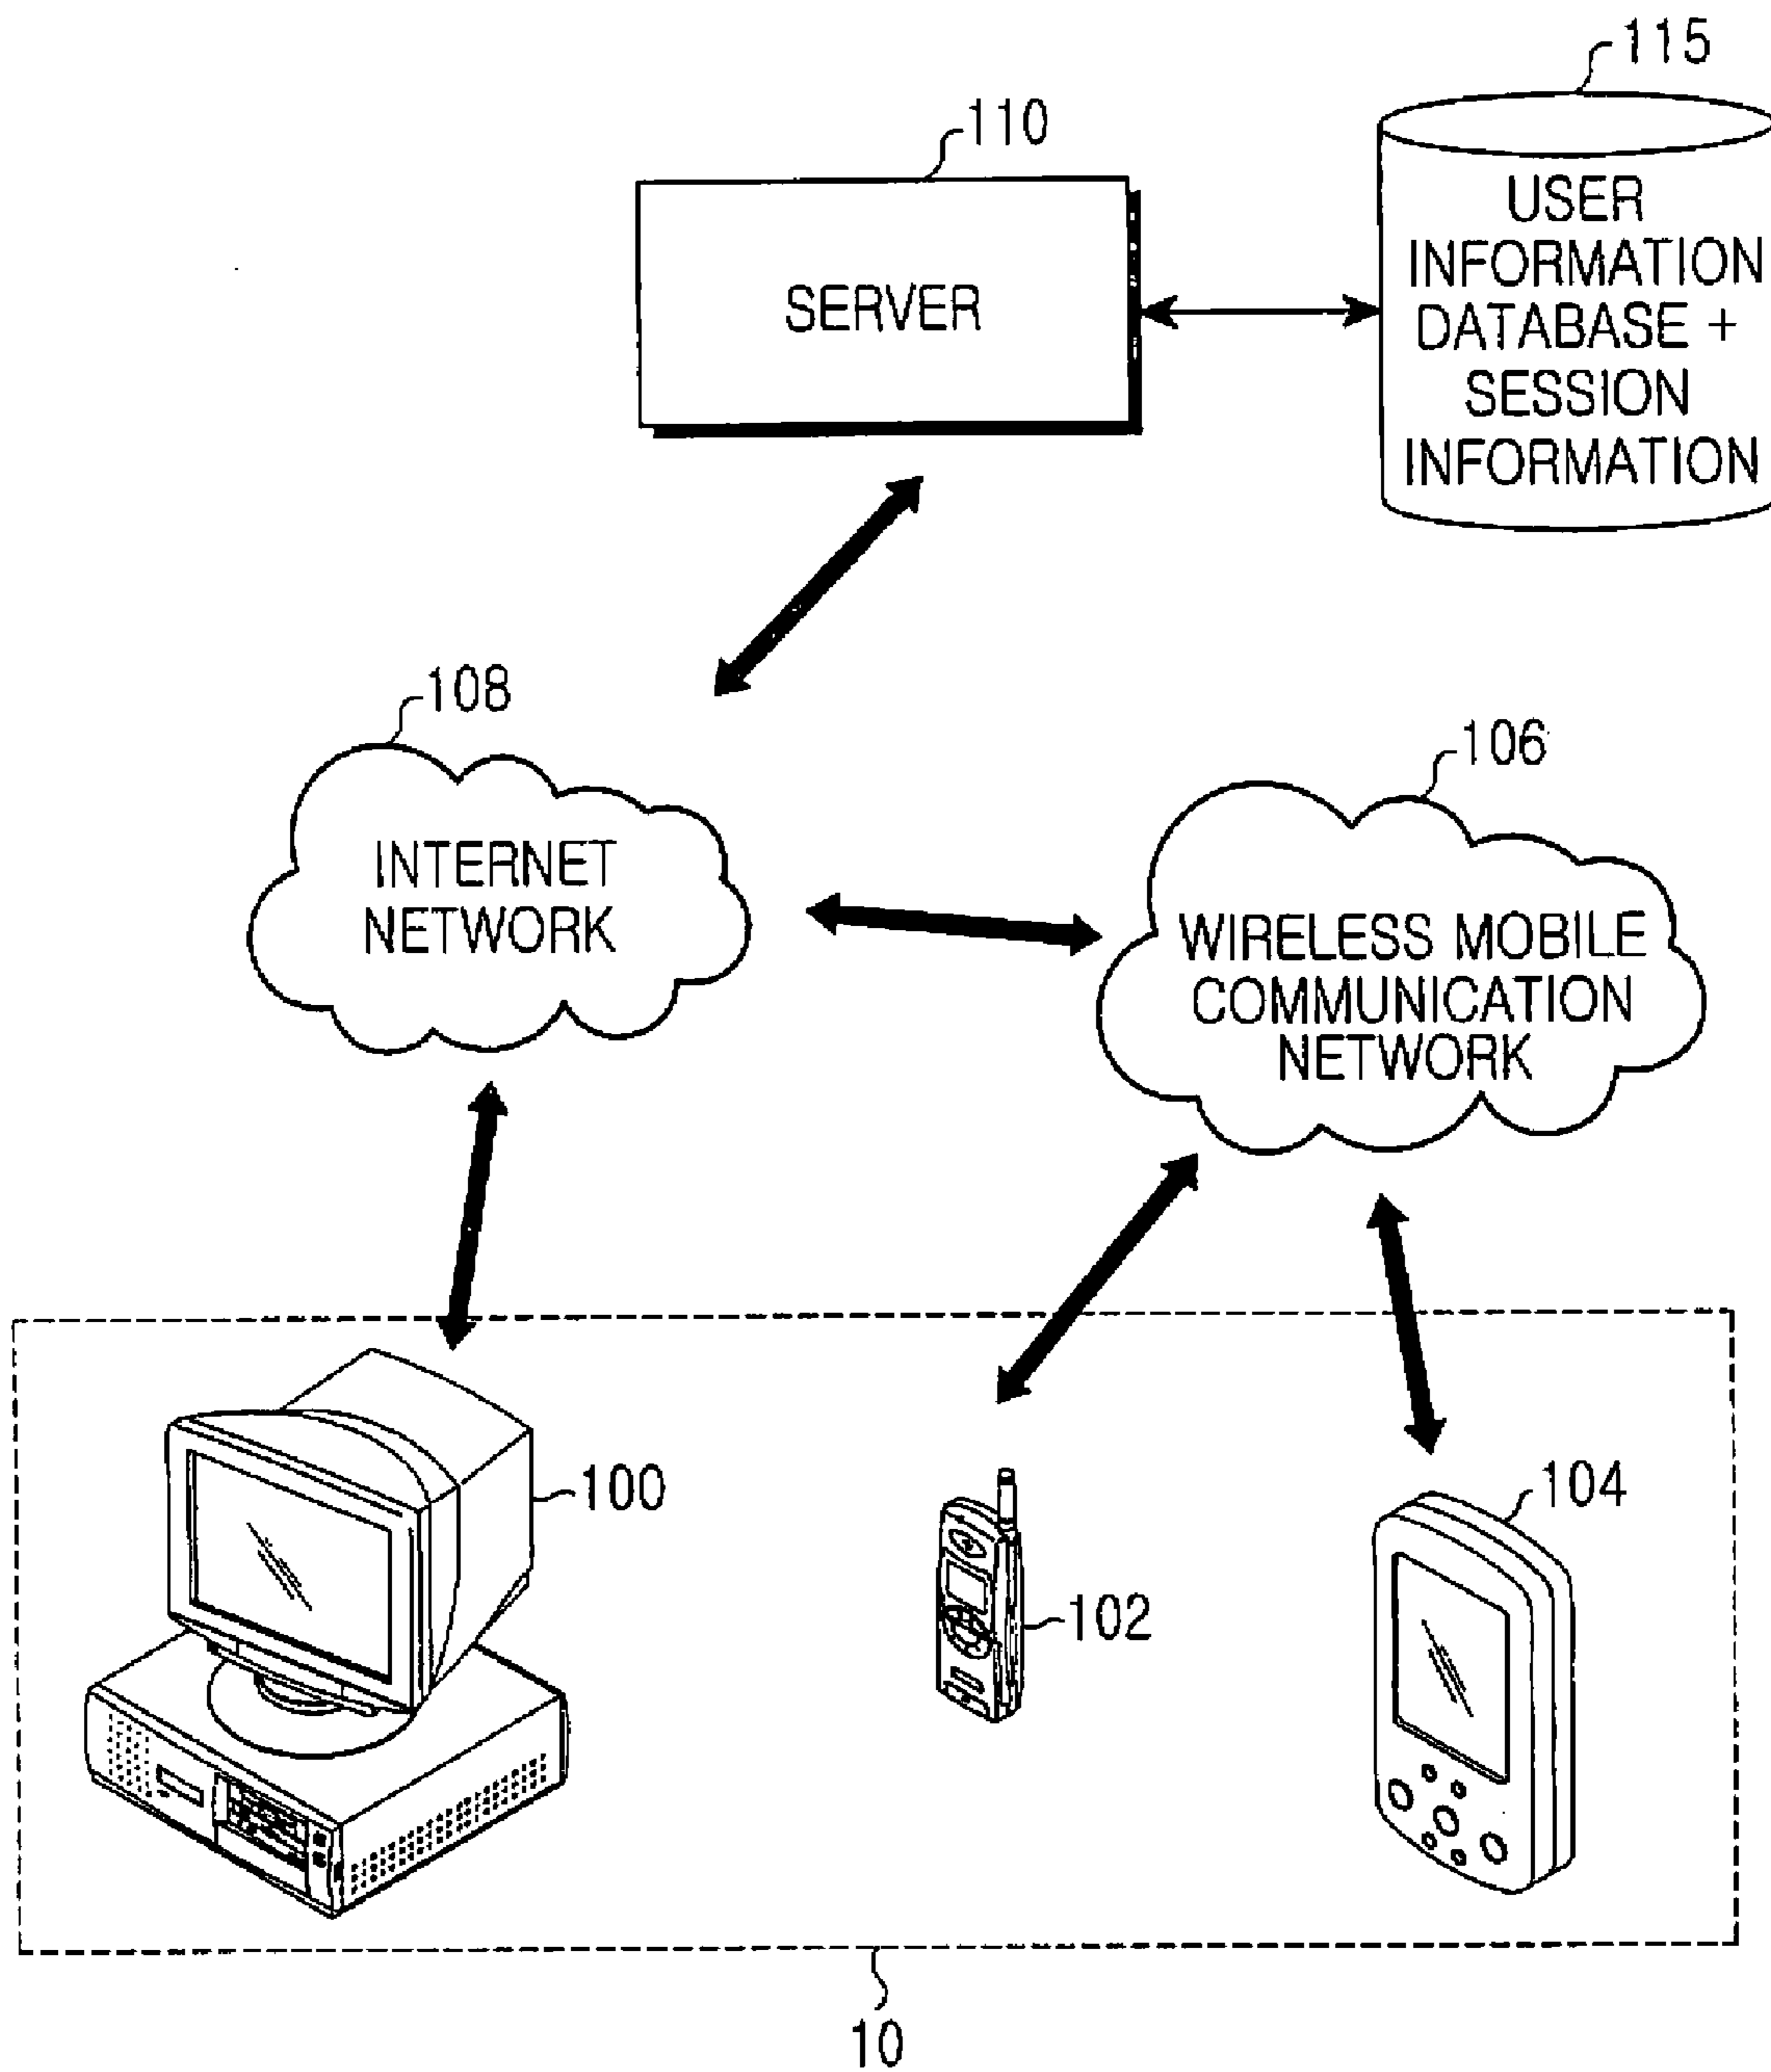 115
110
USER
INFORMATION
DATABASE +
SESSION
INFORMATION
SERVER
108
106
INTERNET
NETWORK
WIRELESS MOBILE
COMMUNICATION
NETWORK
100
104
102
10